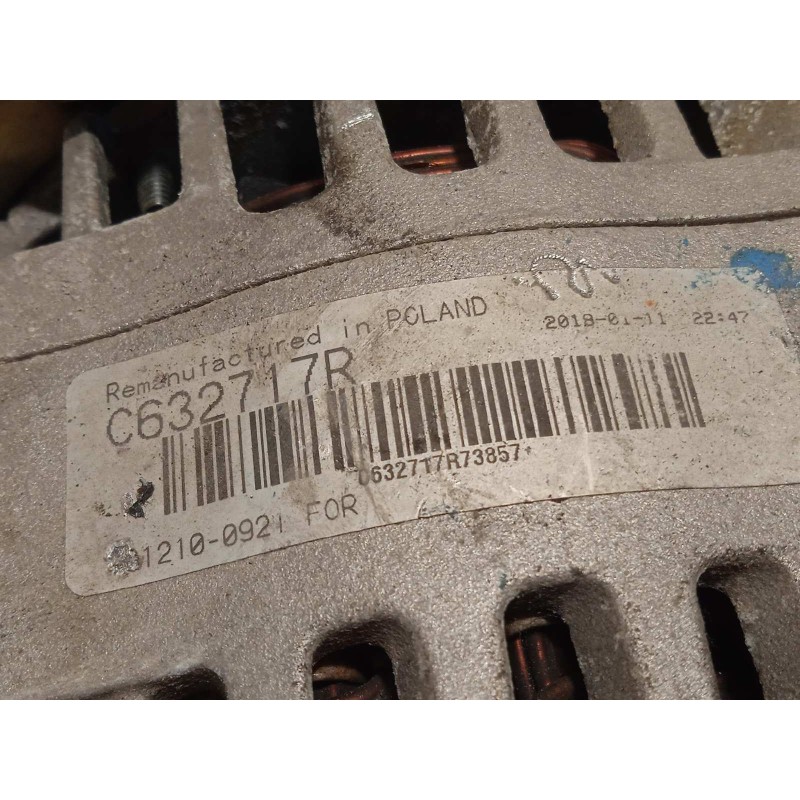 Remanufactured in POLAND 2018-01-11 22:47
C632717R
C632717R73857*
1210-0921 FOR